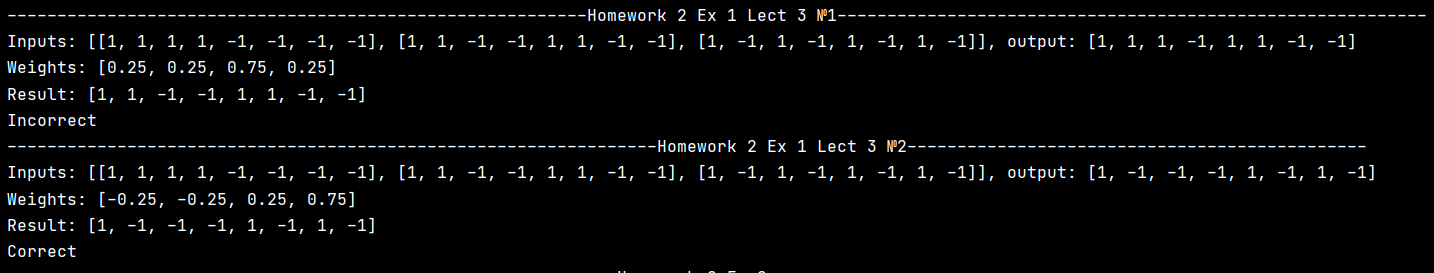 ----------------------------------------------------------Homework 2 Ex 1 Lect 3 №1-----------------------------------------------------------
Inputs: [[1, 1, 1, 1, -1, -1, -1, -1], [1, 1, -1, -1, 1, 1, -1, -1], [1, -1, 1, -1, 1, -1, 1, -1]], output: [1, 1, 1, -1, 1, 1, -1, -1]
Weights: [0.25, 0.25, 0.75, 0.25]
Result: [1, 1, -1, -1, 1, 1, -1, -1]
Incorrect
-----------------------------------------------------------------Homework 2 Ex 1 Lect 3 №2----------------------------------------------
Inputs: [[1, 1, 1, 1, -1, -1, -1, -1], [1, 1, -1, -1, 1, 1, -1, -1], [1, -1, 1, -1, 1, -1, 1, -1]], output: [1, -1, -1, -1, 1, -1, 1, -1]
Weights: [-0.25, -0.25, 0.25, 0.75]
Result: [1, -1, -1, -1, 1, -1, 1, -1]
Correct